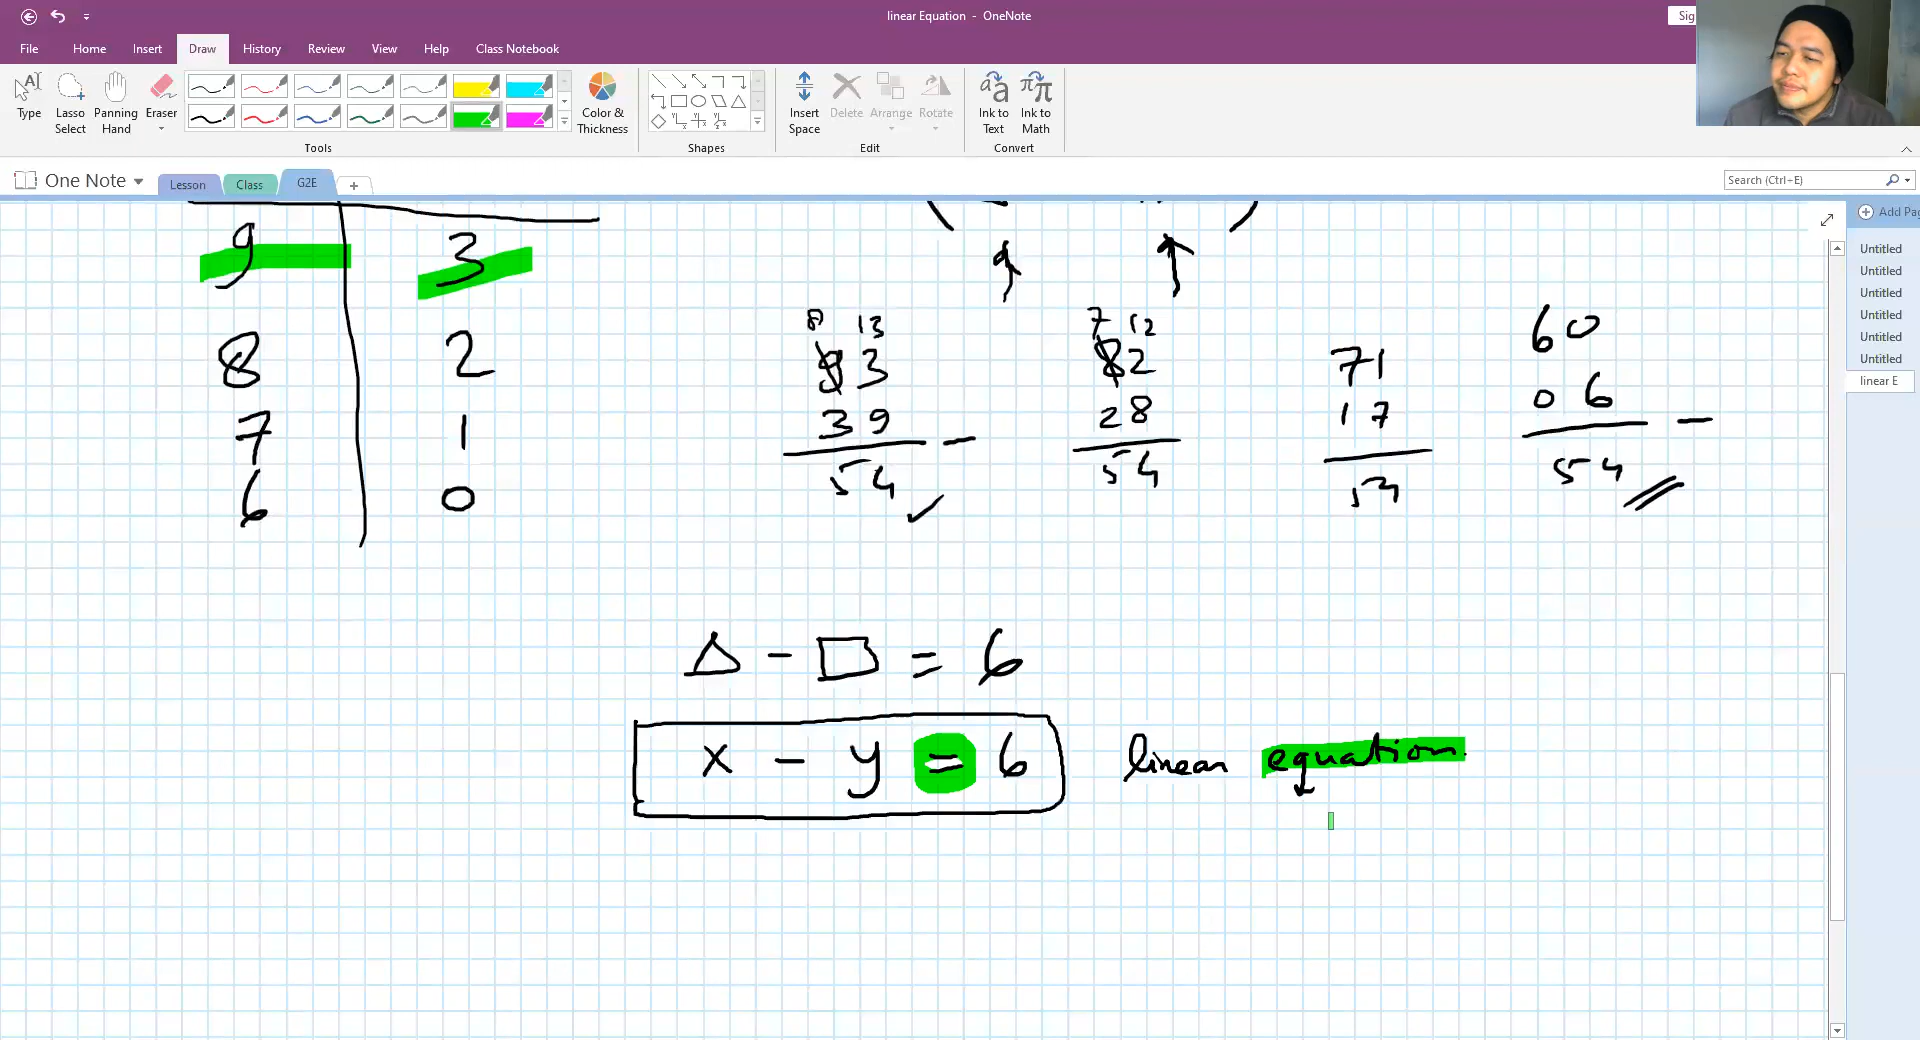 linear Equation - OneNote
Sig
File Home Insert Draw History Review View Help Class Notebook
Type Lasso Select Panning Hand Eraser Color & Thickness Insert Space Delete Arrange Rotate Ink to Text Ink to Math
Tools Shapes Edit Convert
One Note Lesson Class G2E Search (Ctrl+E)
Add Pag
Untitled
Untitled
Untitled
Untitled
Untitled
Untitled
linear E
9 3
8 2
7 1
6 0
8 13 7 12
93 82 71 60
39 28 17 06
54 54 54 54
Δ - □ = 6
x - y = 6 linear equation